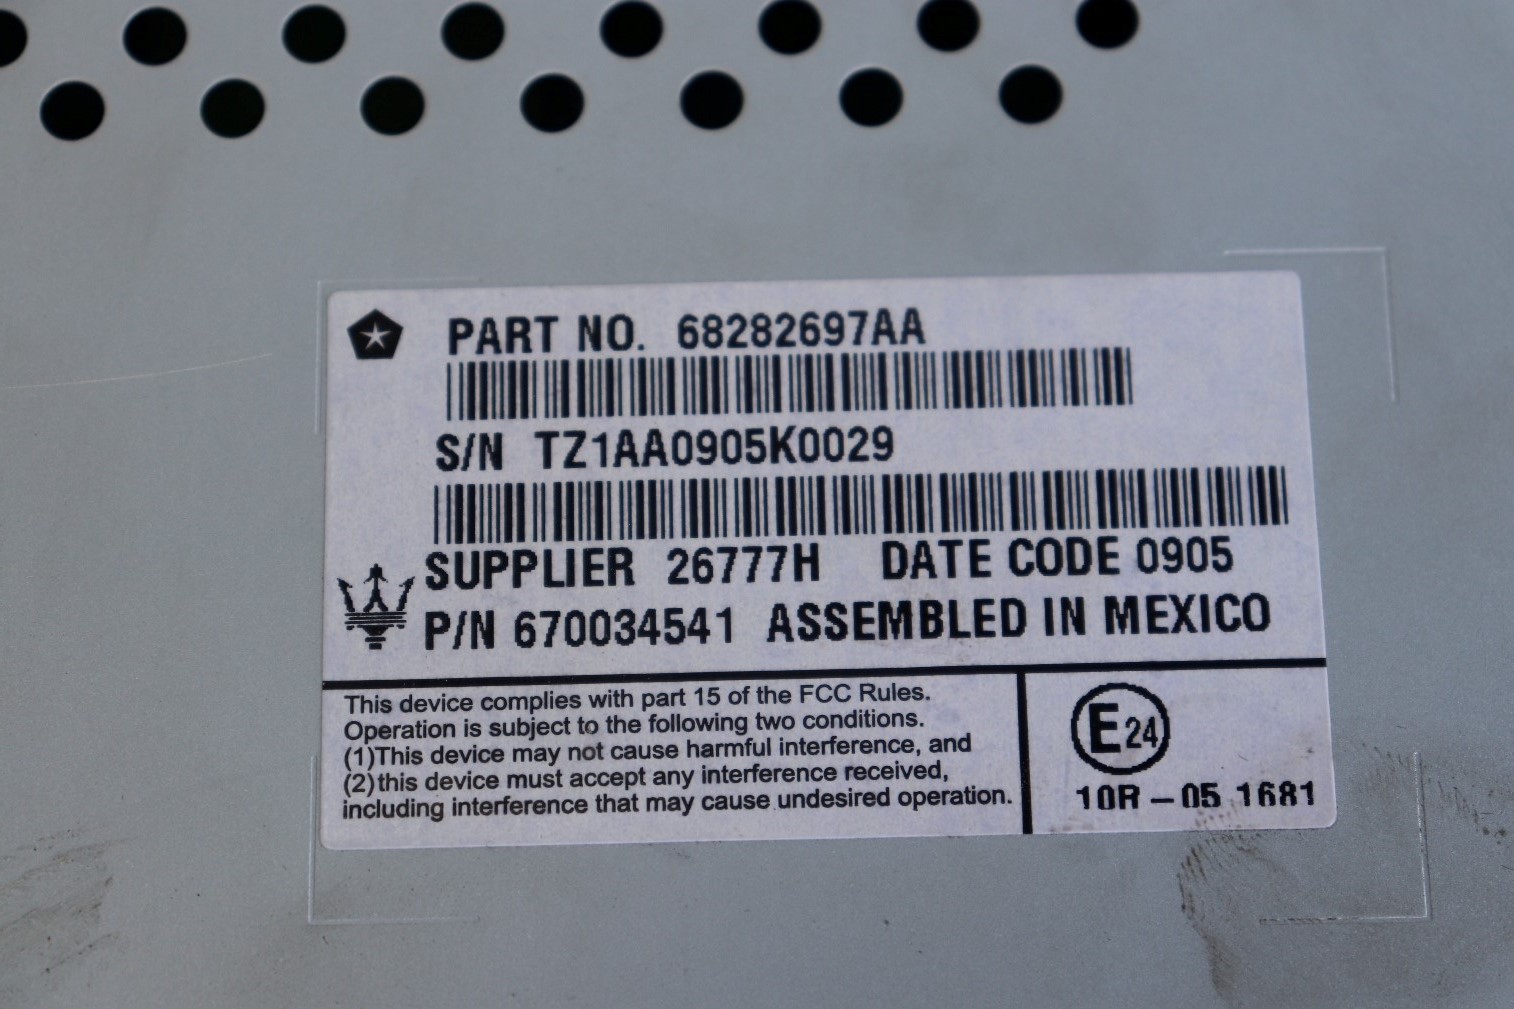 PART NO. 68282697AA
S/N TZ1AA0905K0029
SUPPLIER 26777H DATE CODE 0905
P/N 670034541 ASSEMBLED IN MEXICO
This device complies with part 15 of the FCC Rules.
Operation is subject to the following two conditions.
(1)This device may not cause harmful interference, and
(2)this device must accept any interference received,
including interference that may cause undesired operation.
E24
10R - 05 1681